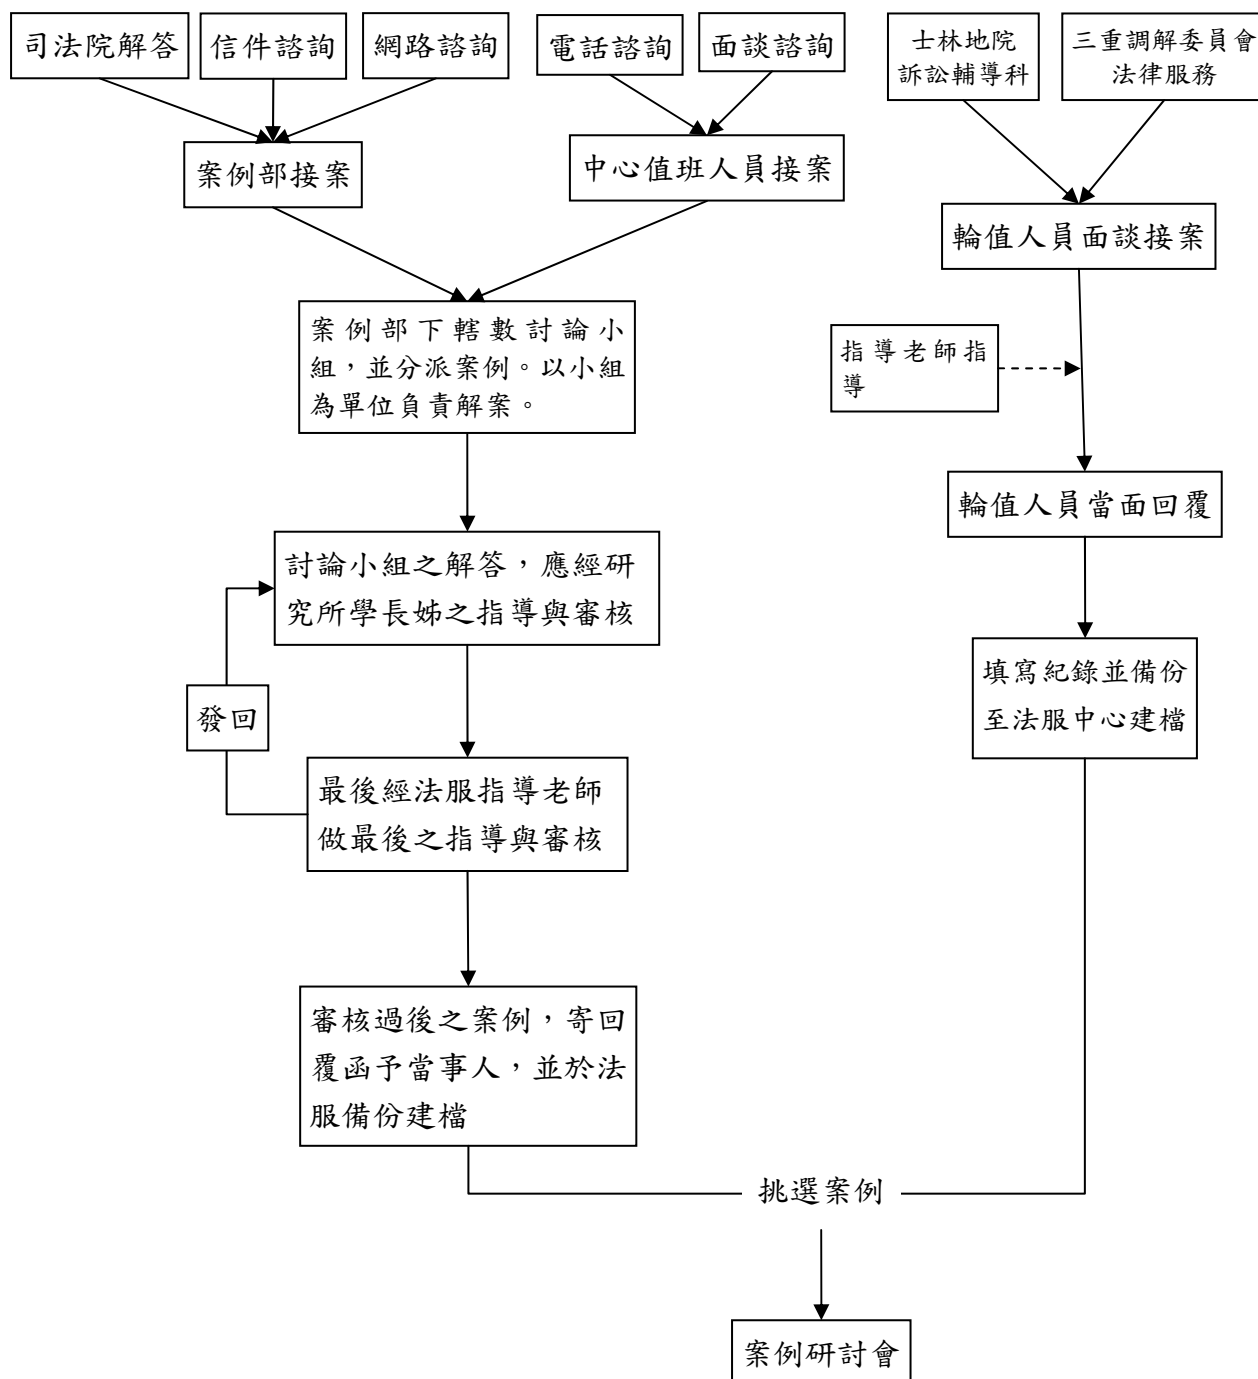 司法院解答
信件諮詢
網路諮詢
電話諮詢
面談諮詢
士林地院
訴訟輔導科
三重調解委員會
法律服務
案例部接案
中心值班人員接案
輪值人員面談接案
案例部下轄數討論小
組，並分派案例。以小組
為單位負責解案。
指導老師指
導
輪值人員當面回覆
討論小組之解答，應經研
究所學長姊之指導與審核
填寫紀錄並備份
至法服中心建檔
發回
最後經法服指導老師
做最後之指導與審核
審核過後之案例，寄回
覆函予當事人，並於法
服備份建檔
挑選案例
案例研討會